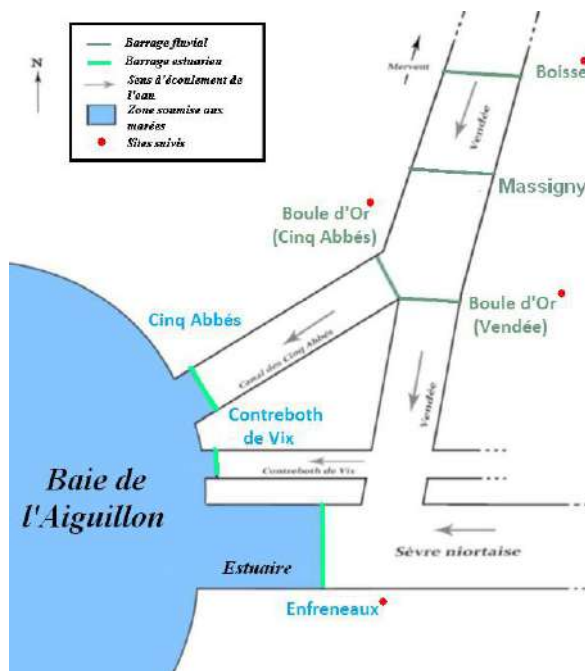 N
Barrage fluvial
Barrage estuarien
Sens d'écoulement de
l'eau
Zone soumise aux
marées
Sites suivis
Mervent
Boisse
Vendée
Massigny
Boule d'Or
(Cinq Abbés)
Boule d'Or
(Vendée)
Cinq Abbés
Canal des Cinq Abbés
Vendée
Contreboth
de Vix
Contreboth de Vix
Baie de
l'Aiguillon
Sèvre niortaise
Estuaire
Enfreneaux